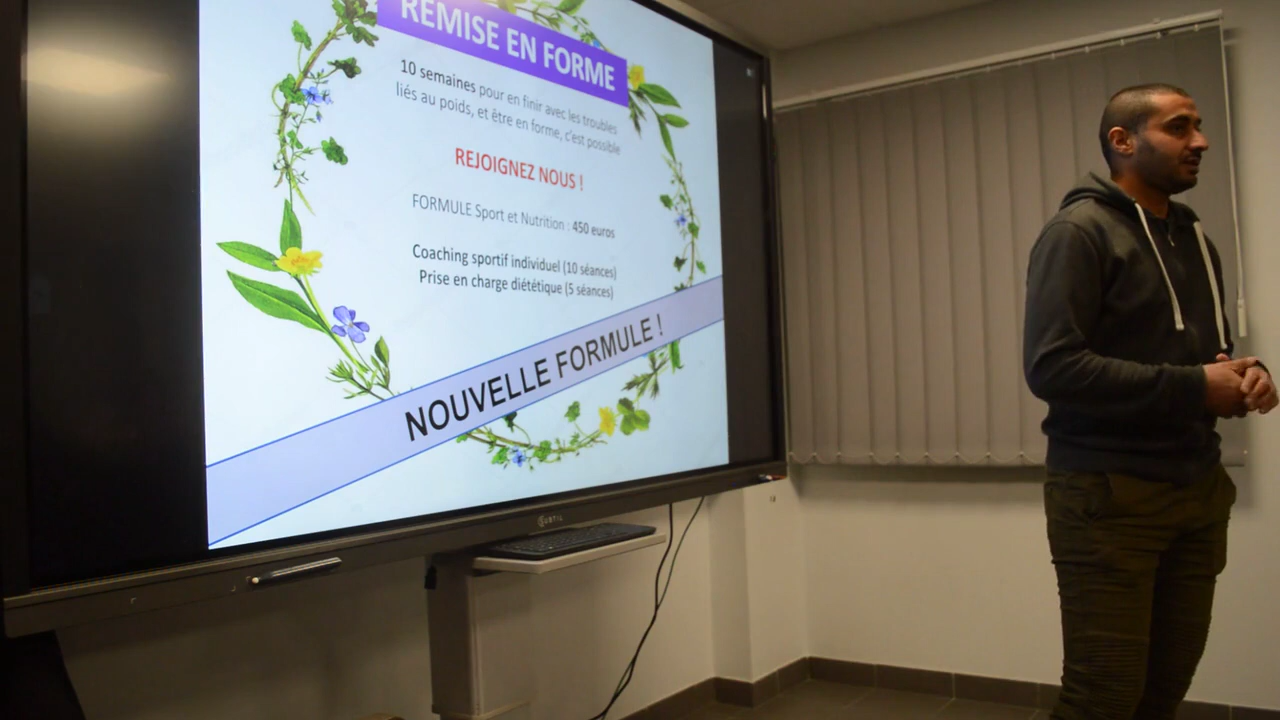 REMISE EN FORME
10 semaines pour en finir avec les troubles
liés au poids, et être en forme, c'est possible
REJOIGNEZ NOUS !
FORMULE Sport et Nutrition : 450 euros
Coaching sportif individuel (10 séances)
Prise en charge diététique (5 séances)
NOUVELLE FORMULE !